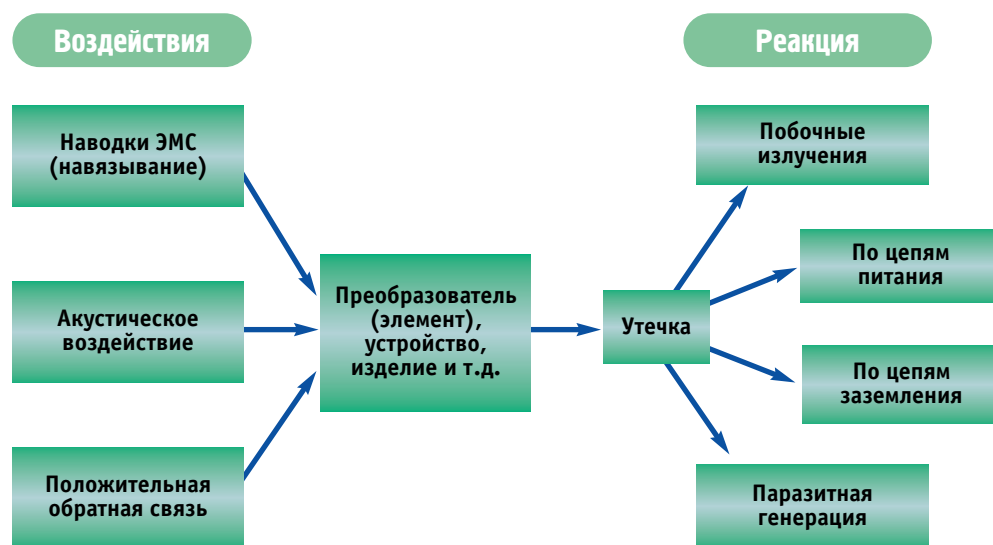 Воздействия
Реакция
Наводки ЭМС
(навязывание)
Акустическое
воздействие
Положительная
обратная связь
Преобразователь
(элемент),
устройство,
изделие и т.д.
Утечка
Побочные
излучения
По цепям
питания
По цепям
заземления
Паразитная
генерация